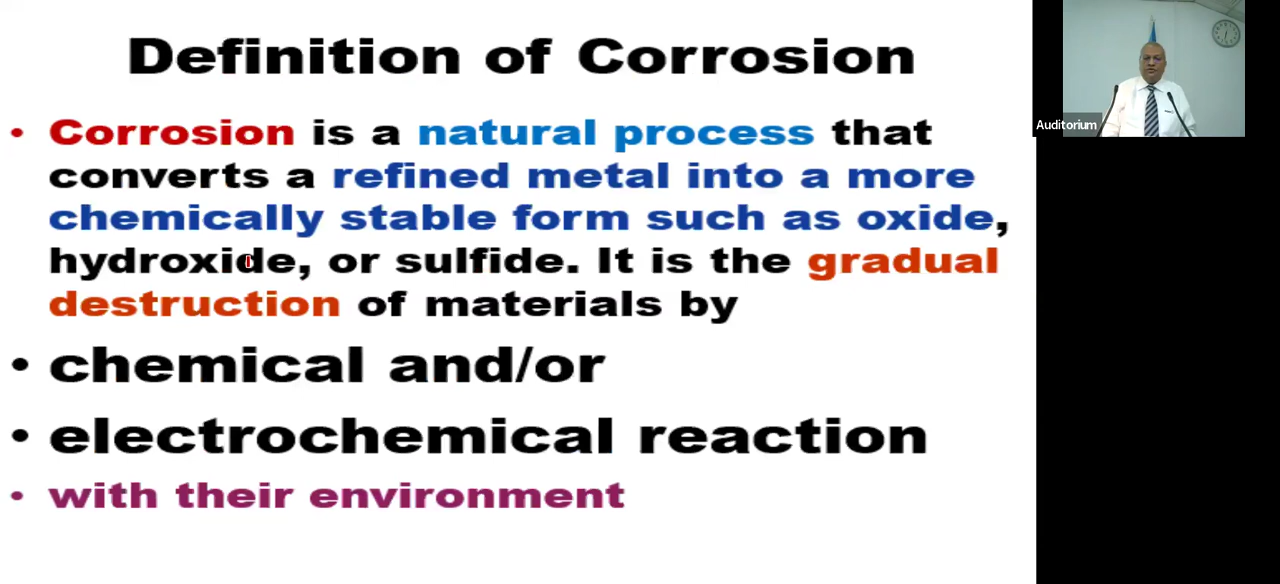 Definition of Corrosion
• Corrosion is a natural process that
converts a refined metal into a more
chemically stable form such as oxide,
hydroxide, or sulfide. It is the gradual
destruction of materials by
• chemical and/or
• electrochemical reaction
• with their environment
Auditorium